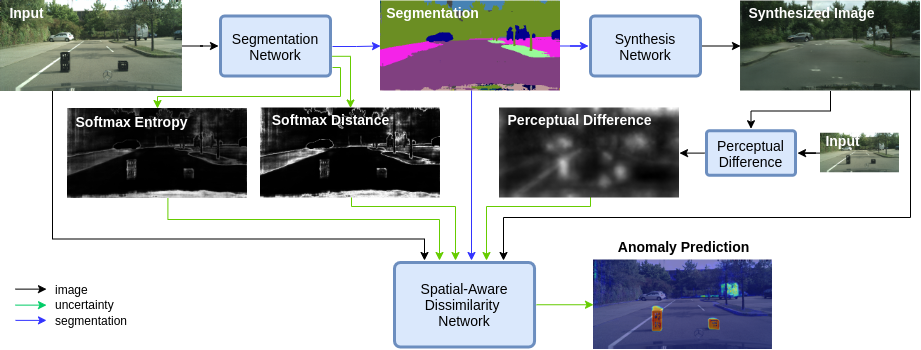 Input
Segmentation
Network
Segmentation
Synthesis
Network
Synthesized Image
Softmax Entropy
Softmax Distance
Perceptual Difference
Perceptual
Difference
Input
Anomaly Prediction
Spatial-Aware
Dissimilarity
Network
image
uncertainty
segmentation